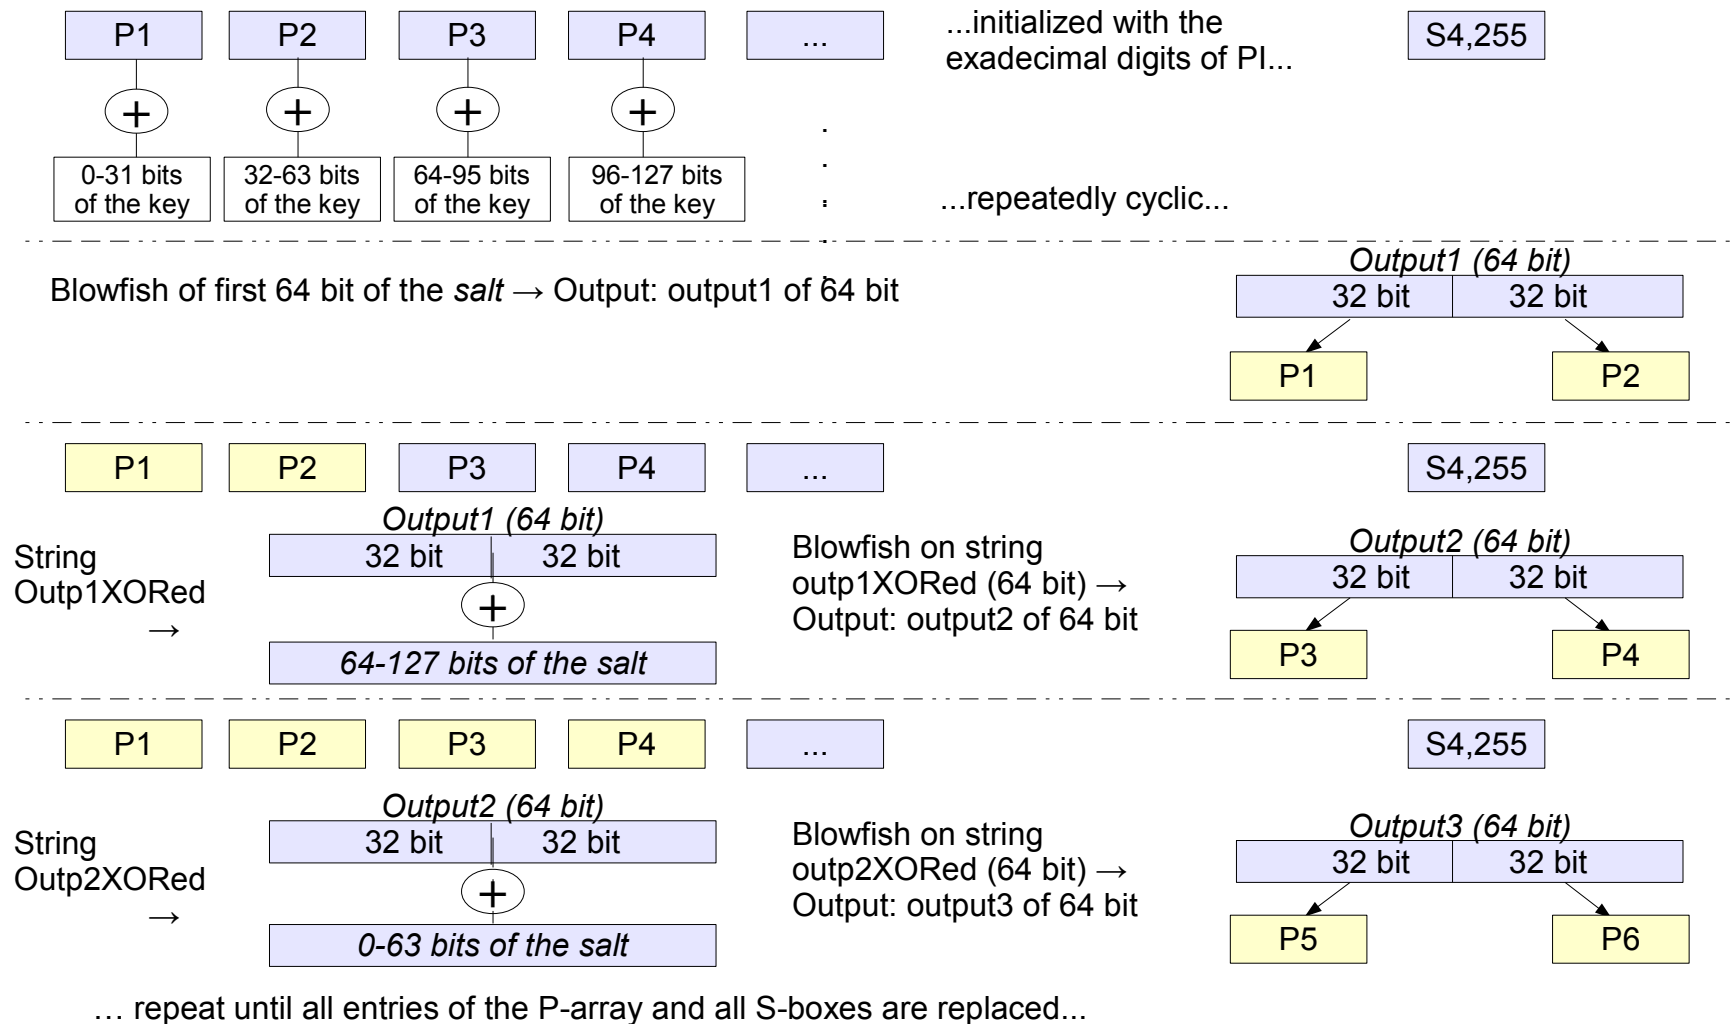 P1 P2 P3 P4 ... ...initialized with the
exadecimal digits of PI... S4,255
+ + + +
0-31 bits
of the key
32-63 bits
of the key
64-95 bits
of the key
96-127 bits
of the key
...repeatedly cyclic...
Blowfish of first 64 bit of the salt → Output: output1 of 64 bit
Output1 (64 bit)
32 bit 32 bit
P1 P2
P1 P2 P3 P4 ... S4,255
String
Outp1XORed
→
Output1 (64 bit)
32 bit 32 bit
+
64-127 bits of the salt
Blowfish on string
outp1XORed (64 bit) →
Output: output2 of 64 bit
Output2 (64 bit)
32 bit 32 bit
P3 P4
P1 P2 P3 P4 ... S4,255
String
Outp2XORed
→
Output2 (64 bit)
32 bit 32 bit
+
0-63 bits of the salt
Blowfish on string
outp2XORed (64 bit) →
Output: output3 of 64 bit
Output3 (64 bit)
32 bit 32 bit
P5 P6
… repeat until all entries of the P-array and all S-boxes are replaced...